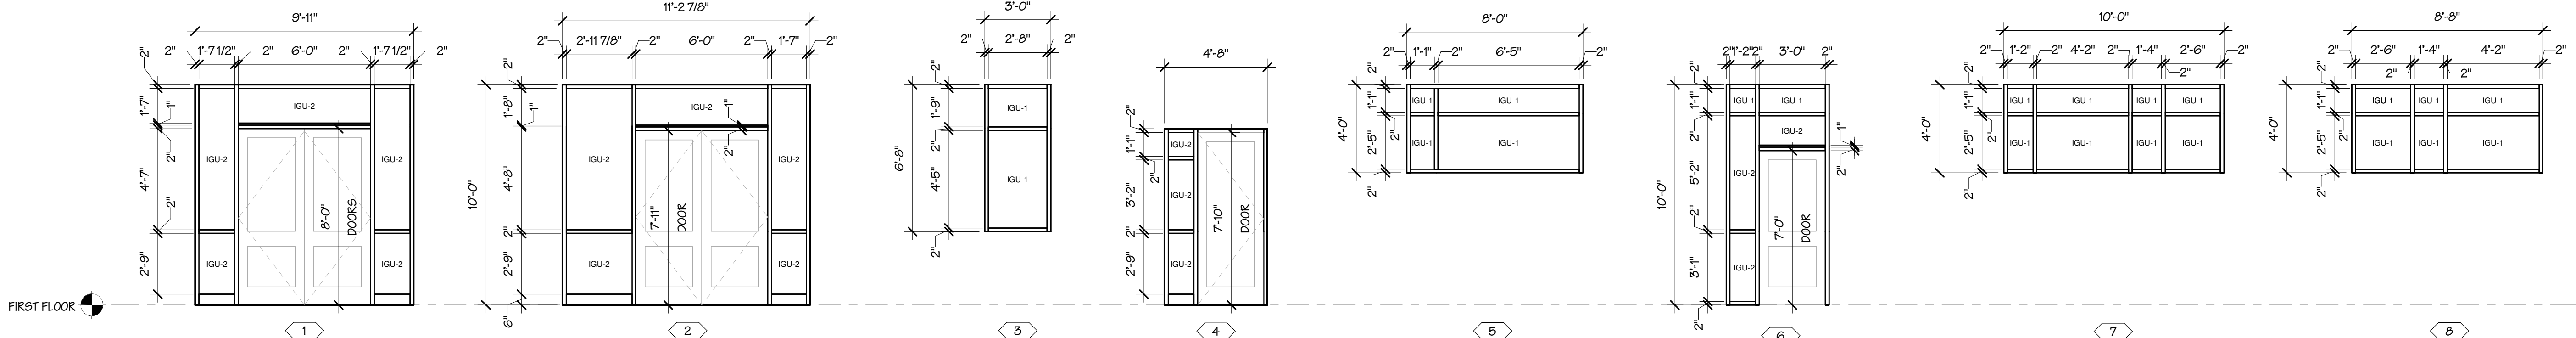 9'-11"
2" 1'-7 1/2" 2" 6'-0" 2" 1'-7 1/2" 2"
2"
1'-7"
1"
2"
4'-7"
2"
2'-9"
IGU-2
IGU-2
IGU-2
IGU-2
IGU-2
8'-0"
DOORS
FIRST FLOOR
1
11'-2 7/8"
2" 2'-11 7/8" 2" 6'-0" 2" 1'-7" 2"
2"
1'-8"
1"
4'-8"
10'-0"
2"
2'-9"
6"
IGU-2
1"
2"
IGU-2
IGU-2
IGU-2
IGU-2
7'-11"
DOOR
2
3'-0"
2" 2'-8" 2"
2"
1'-9"
2"
6'-8"
4'-5"
2"
IGU-1
IGU-1
3
4'-8"
2"
1'-1"
2"
3'-2"
2"
2'-9"
IGU-2
IGU-2
IGU-2
7'-10"
DOOR
4
8'-0"
2" 1'-1" 2" 6'-5" 2"
2"
1'-1"
2"
4'-0"
2'-5"
2"
IGU-1 IGU-1
IGU-1 IGU-1
5
2" 1'-2" 2" 3'-0" 2"
2"
1'-1"
2"
5'-2"
10'-0"
2"
3'-1"
2"
IGU-1 IGU-1
IGU-2
1"
2"
IGU-2
IGU-2
7'-0"
DOOR
6
10'-0"
2" 1'-2" 2" 4'-2" 2" 1'-4" 2'-6" 2"
2"
2"
1'-1"
2"
4'-0"
2'-5"
2"
IGU-1 IGU-1 IGU-1 IGU-1
IGU-1 IGU-1 IGU-1 IGU-1
7
8'-8"
2" 2'-6" 1'-4" 4'-2" 2"
2" 2"
2"
1'-1"
2"
4'-0"
2'-5"
2"
IGU-1 IGU-1 IGU-1
IGU-1 IGU-1 IGU-1
8